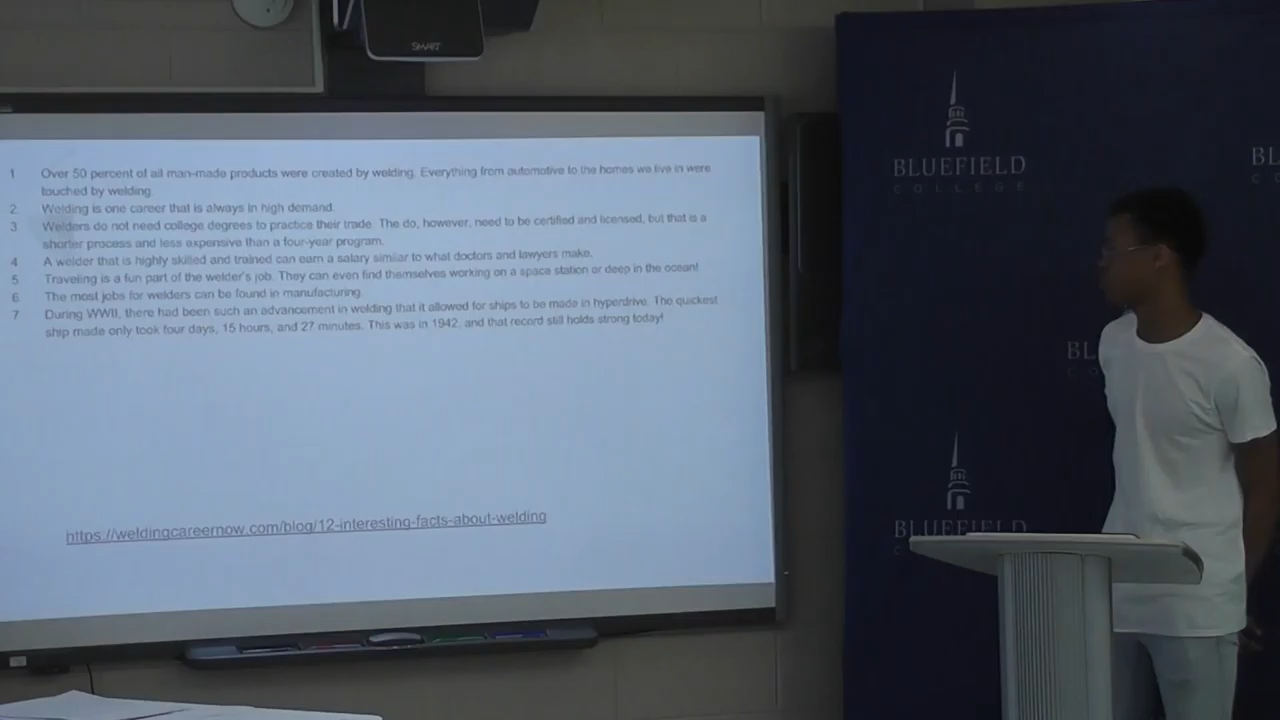 SMART
1 Over 50 percent of all man-made products were created by welding. Everything from automotive to the homes we live in were
touched by welding.
2. Welding is one career that is always in high demand.
3 Welders do not need college degrees to practice their trade. The do, however, need to be certified and licensed, but that is a
shorter process and less expensive than a four-year program.
4 A welder that is highly skilled and trained can earn a salary similar to what doctors and lawyers make.
5 Traveling is a fun part of the welder's job. They can even find themselves working on a space station or deep in the ocean!
6 The most jobs for welders can be found in manufacturing.
7 During WWII, there had been such an advancement in welding that it allowed for ships to be made in hyperdrive. The quickest
ship made only took four days, 15 hours, and 27 minutes. This was in 1942, and that record still holds strong today!
https://weldingcareernow.com/blog/12-interesting-facts-about-welding
BLUEFIELD
COLLEGE
BL
C
BL
CO
BLUEFIELD
C